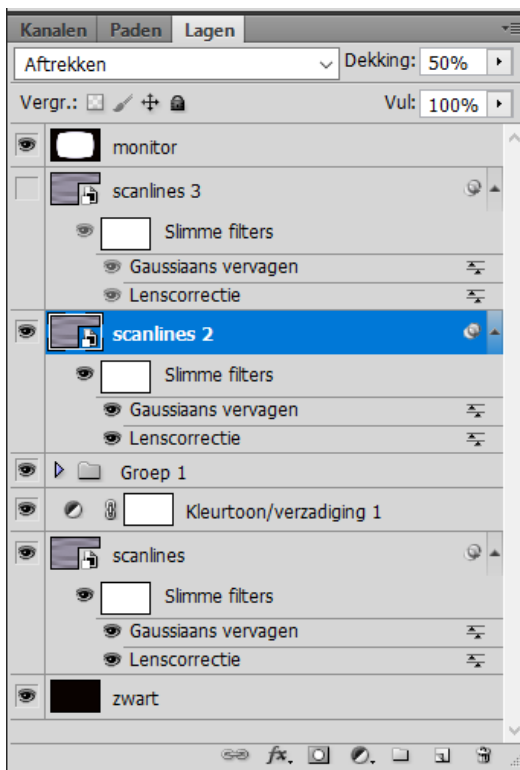 Kanalen Paden Lagen
Aftrekken Dekking: 50%
Vergr.: Vul: 100%
monitor
scanlines 3
Slimme filters
Gaussiaans vervagen
Lenscorrectie
scanlines 2
Slimme filters
Gaussiaans vervagen
Lenscorrectie
Groep 1
Kleurtoon/verzadiging 1
scanlines
Slimme filters
Gaussiaans vervagen
Lenscorrectie
zwart
fx.